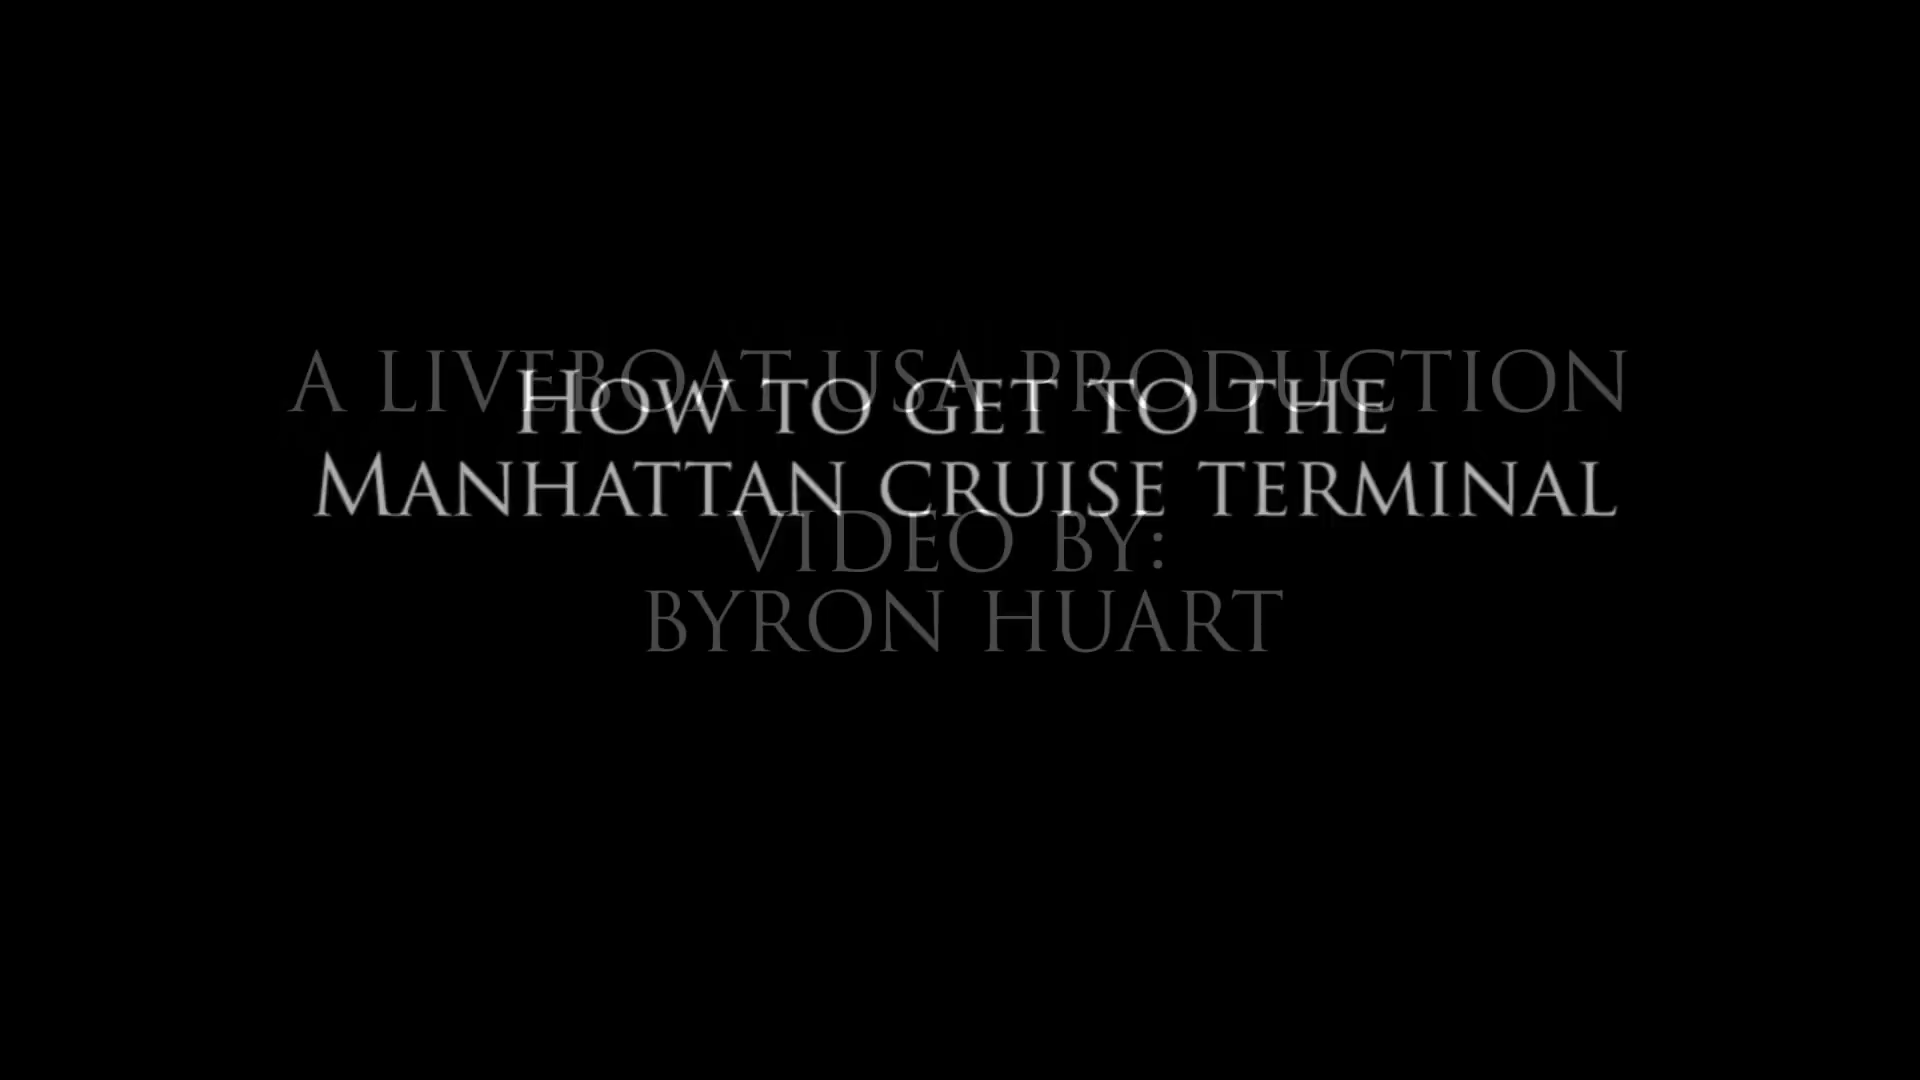 A LIVEBOAT USA PRODUCTION
How to get to the
Manhattan cruise terminal
VIDEO BY:
BYRON HUART